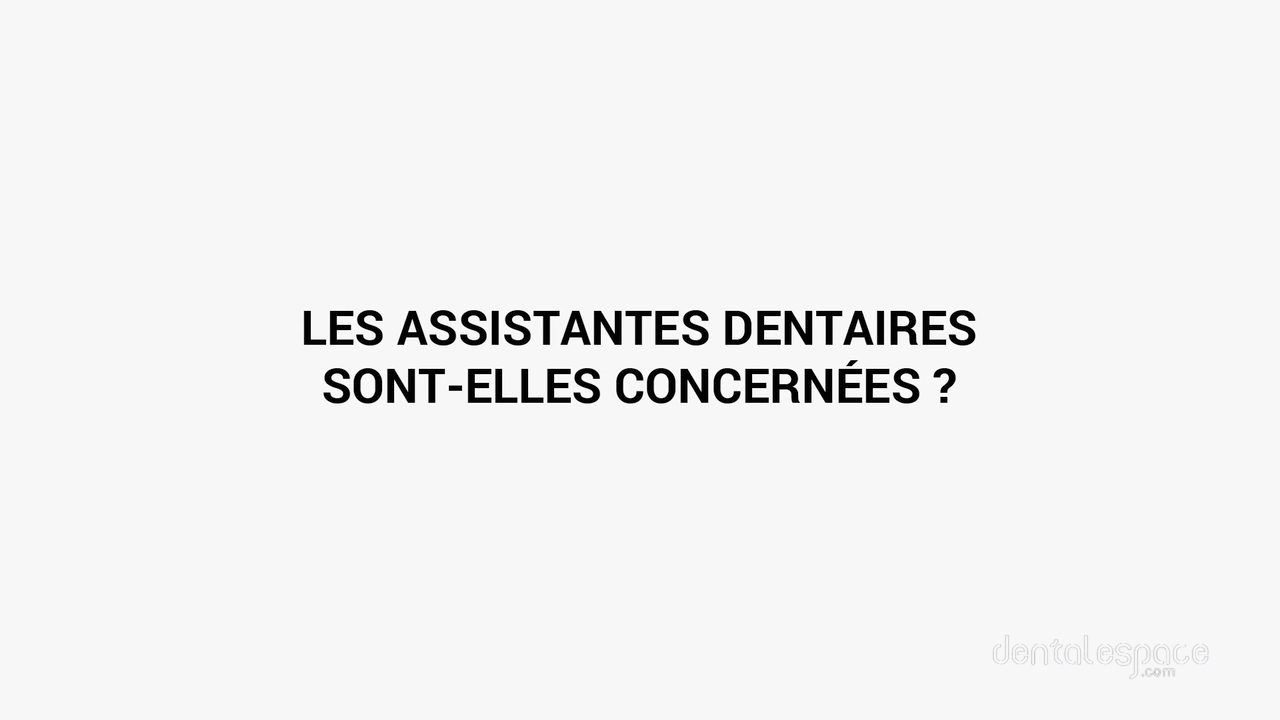 LES ASSISTANTES DENTAIRES
SONT-ELLES CONCERNÉES ?
dentalespace
.com